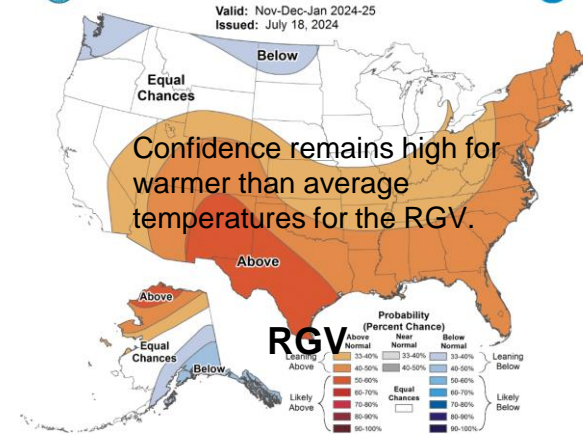 Valid: Nov-Dec-Jan 2024-25
Issued: July 18, 2024
Below
Equal
Chances
Confidence remains high for
warmer than average
temperatures for the RGV.
Above
Above
Equal
Chances
Below
RGV
Probability
(Percent Chance)
Above
Normal
Near
Normal
Below
Normal
Leaning
Above
33-40%
33-40%
33-40%
Leaning
Below
40-50%
40-50%
40-50%
Likely
Above
50-60%
60-70%
70-80%
80-90%
90-100%
Equal
Chances
50-60%
60-70%
70-80%
80-90%
90-100%
Likely
Below